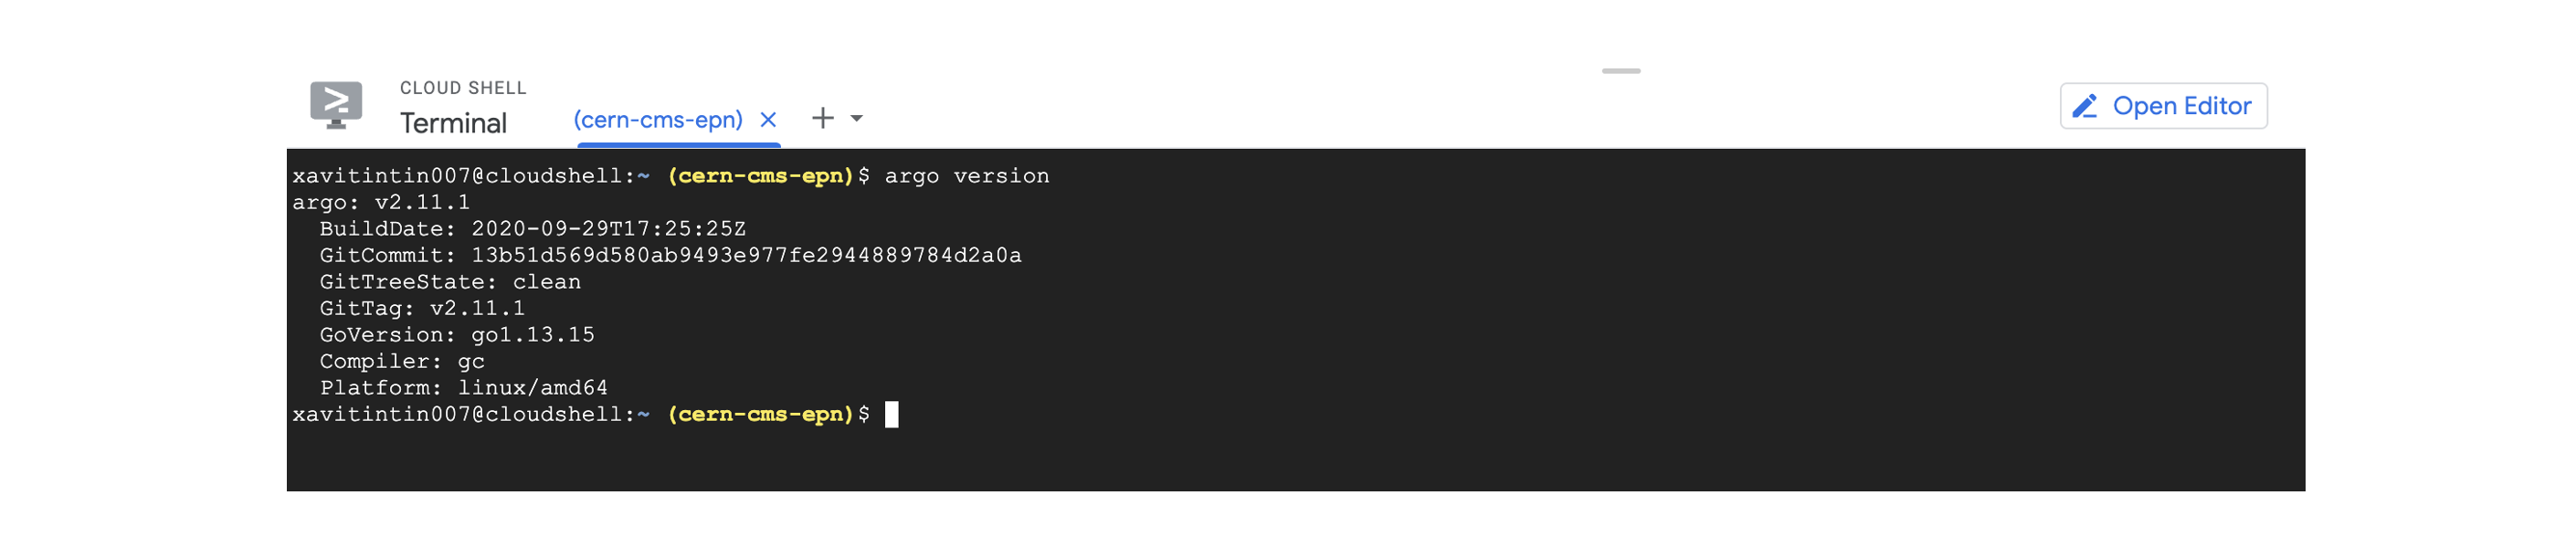 CLOUD SHELL
Terminal
(cern-cms-epn)
Open Editor
xavitintin007@cloudshell:~ (cern-cms-epn)$ argo version
argo: v2.11.1
  BuildDate: 2020-09-29T17:25:25Z
  GitCommit: 13b51d569d580ab9493e977fe2944889784d2a0a
  GitTreeState: clean
  GitTag: v2.11.1
  GoVersion: go1.13.15
  Compiler: gc
  Platform: linux/amd64
xavitintin007@cloudshell:~ (cern-cms-epn)$